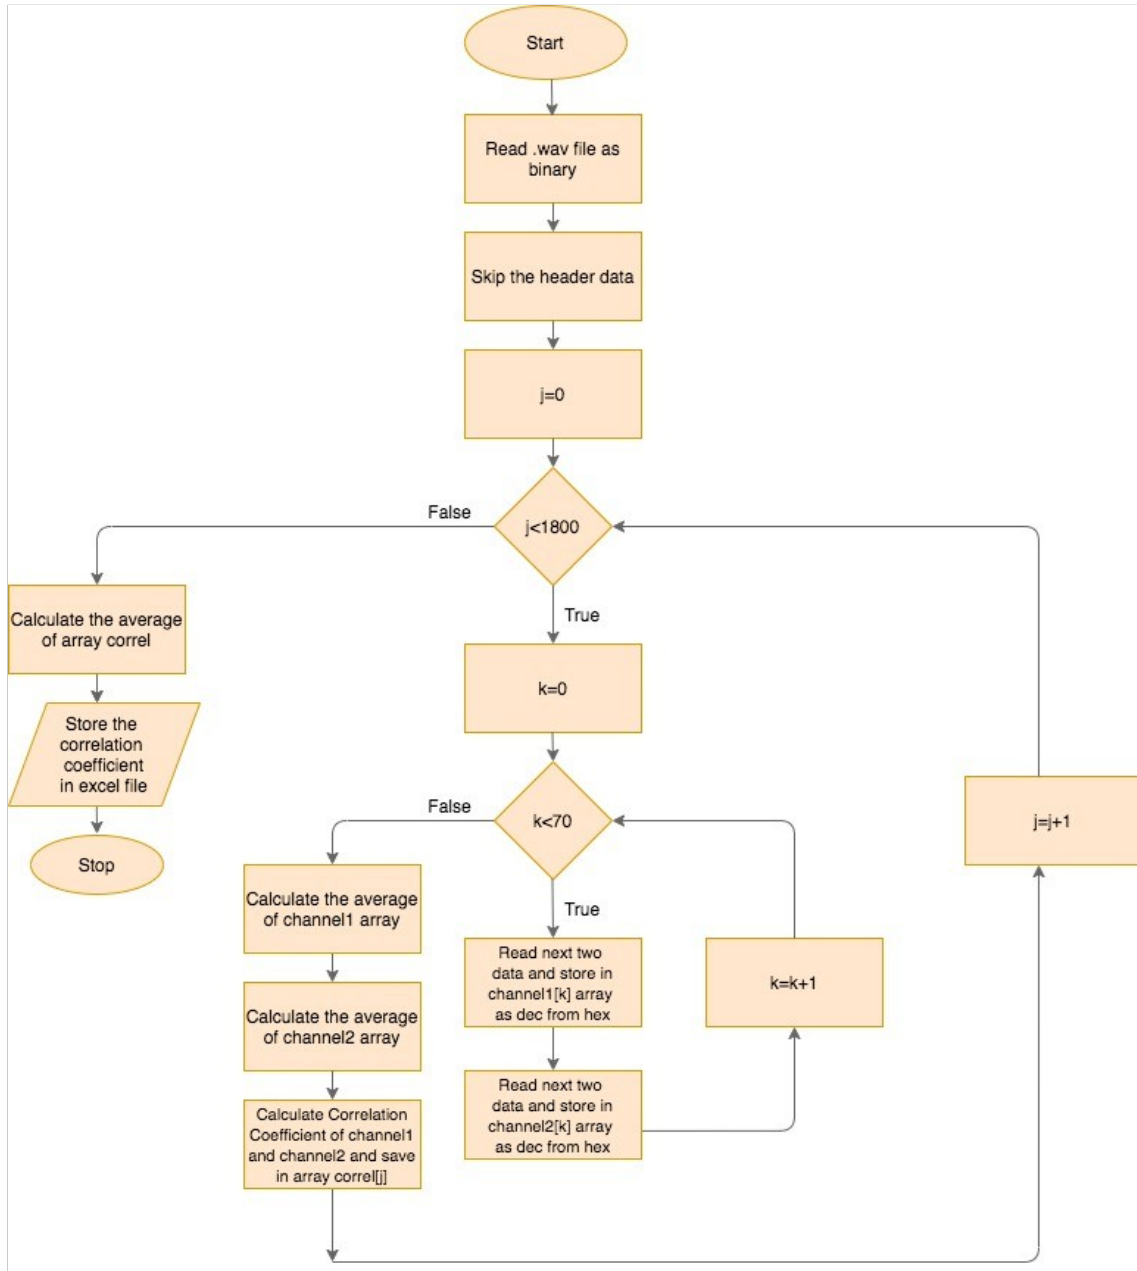 Start
Read .wav file as
binary
Skip the header data
j=0
j<1800
False
True
Calculate the average
of array correl
Store the
correlation
coefficient
in excel file
Stop
k=0
k<70
False
True
j=j+1
Calculate the average
of channel1 array
Read next two
data and store in
channel1[k] array
as dec from hex
k=k+1
Calculate the average
of channel2 array
Read next two
data and store in
channel2[k] array
as dec from hex
Calculate Correlation
Coefficient of channel1
and channel2 and save
in array correl[j]